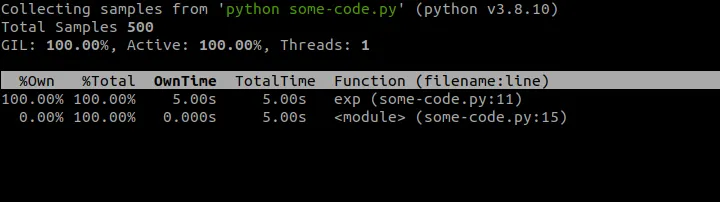 Collecting samples from 'python some-code.py' (python v3.8.10)
Total Samples 500
GIL: 100.00%, Active: 100.00%, Threads: 1
%Own %Total OwnTime TotalTime Function (filename:line)
100.00% 100.00% 5.00s 5.00s exp (some-code.py:11)
0.00% 100.00% 0.000s 5.00s <module> (some-code.py:15)